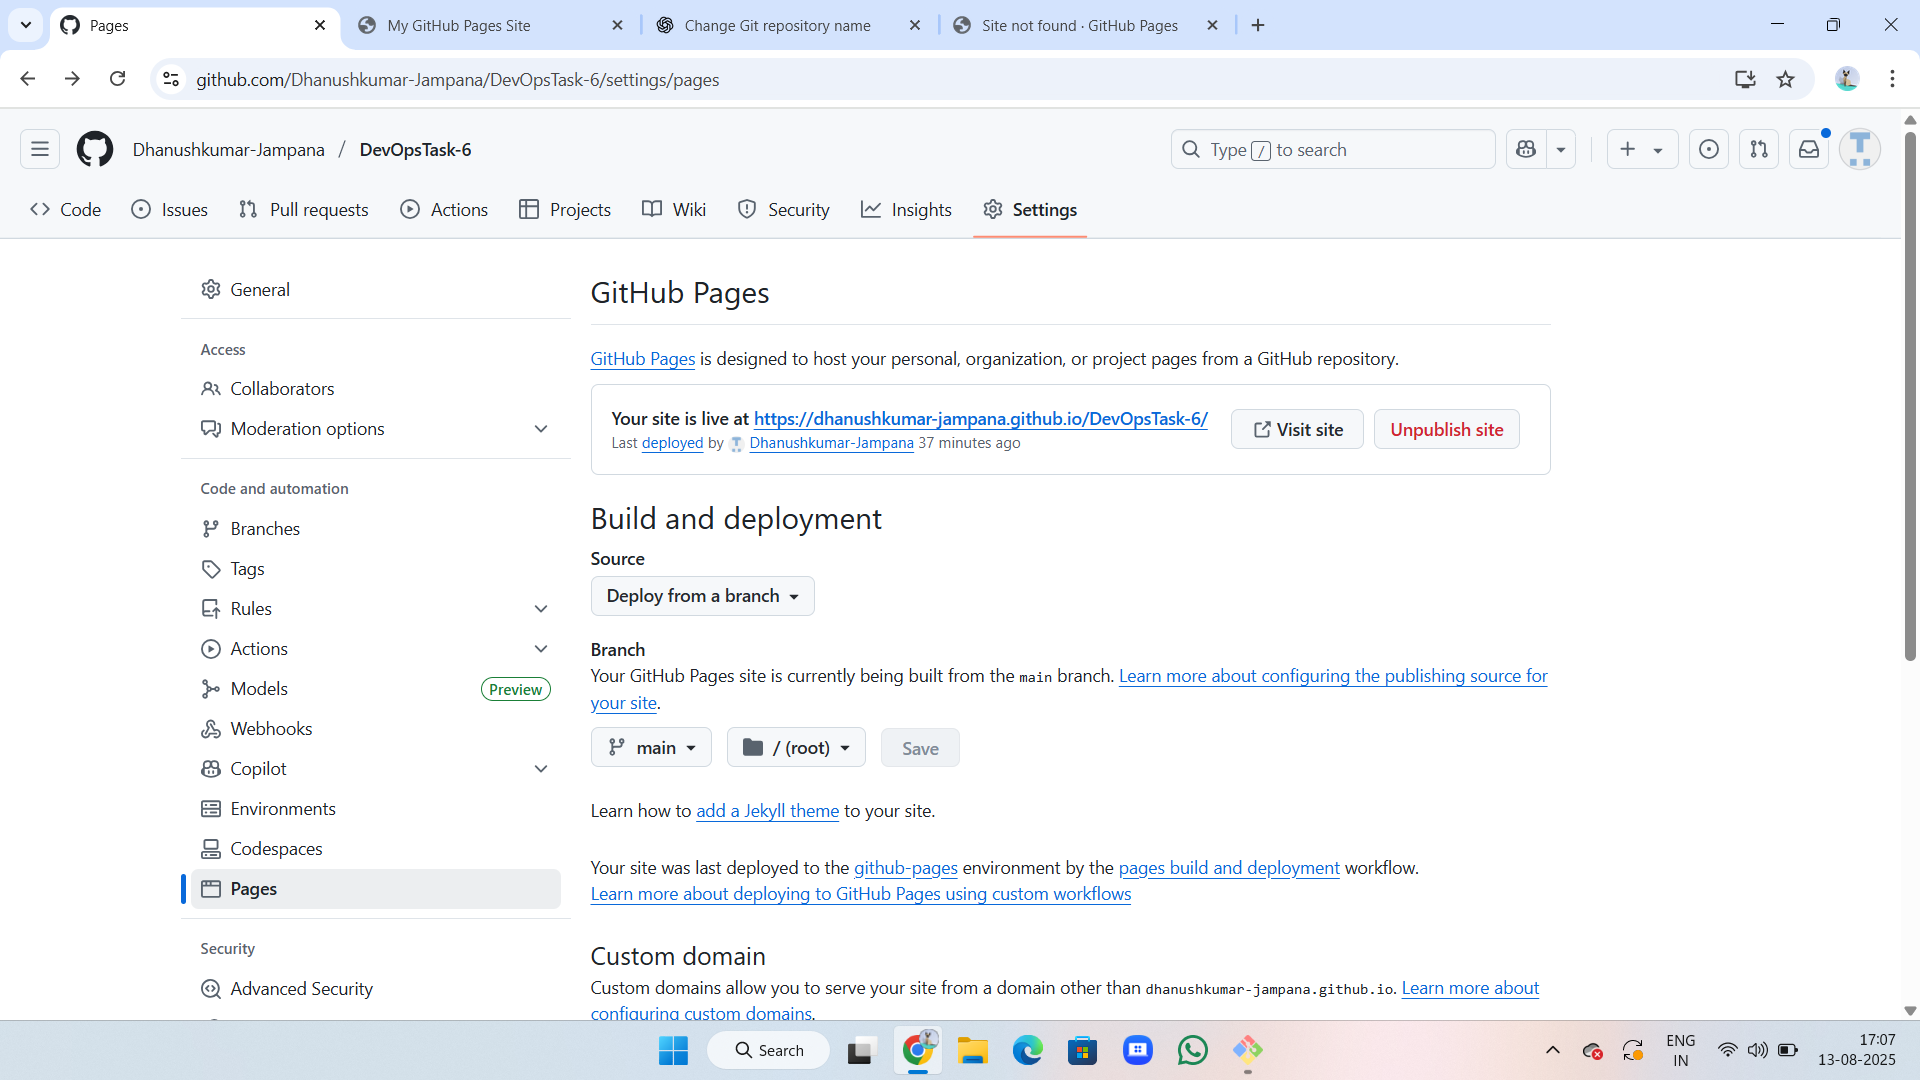 Pages
My GitHub Pages Site
Change Git repository name
Site not found · GitHub Pages
github.com/Dhanushkumar-Jampana/DevOpsTask-6/settings/pages
Dhanushkumar-Jampana / DevOpsTask-6
Type / to search
Code
Issues
Pull requests
Actions
Projects
Wiki
Security
Insights
Settings
General
Access
Collaborators
Moderation options
Code and automation
Branches
Tags
Rules
Actions
Models
Preview
Webhooks
Copilot
Environments
Codespaces
Pages
Security
Advanced Security
GitHub Pages
GitHub Pages is designed to host your personal, organization, or project pages from a GitHub repository.
Your site is live at https://dhanushkumar-jampana.github.io/DevOpsTask-6/
Last deployed by Dhanushkumar-Jampana 37 minutes ago
Visit site
Unpublish site
Build and deployment
Source
Deploy from a branch
Branch
Your GitHub Pages site is currently being built from the main branch. Learn more about configuring the publishing source for
your site.
main
/ (root)
Save
Learn how to add a Jekyll theme to your site.
Your site was last deployed to the github-pages environment by the pages build and deployment workflow.
Learn more about deploying to GitHub Pages using custom workflows
Custom domain
Custom domains allow you to serve your site from a domain other than dhanushkumar-jampana.github.io. Learn more about
configuring custom domains.
Search
ENG
IN
17:07
13-08-2025